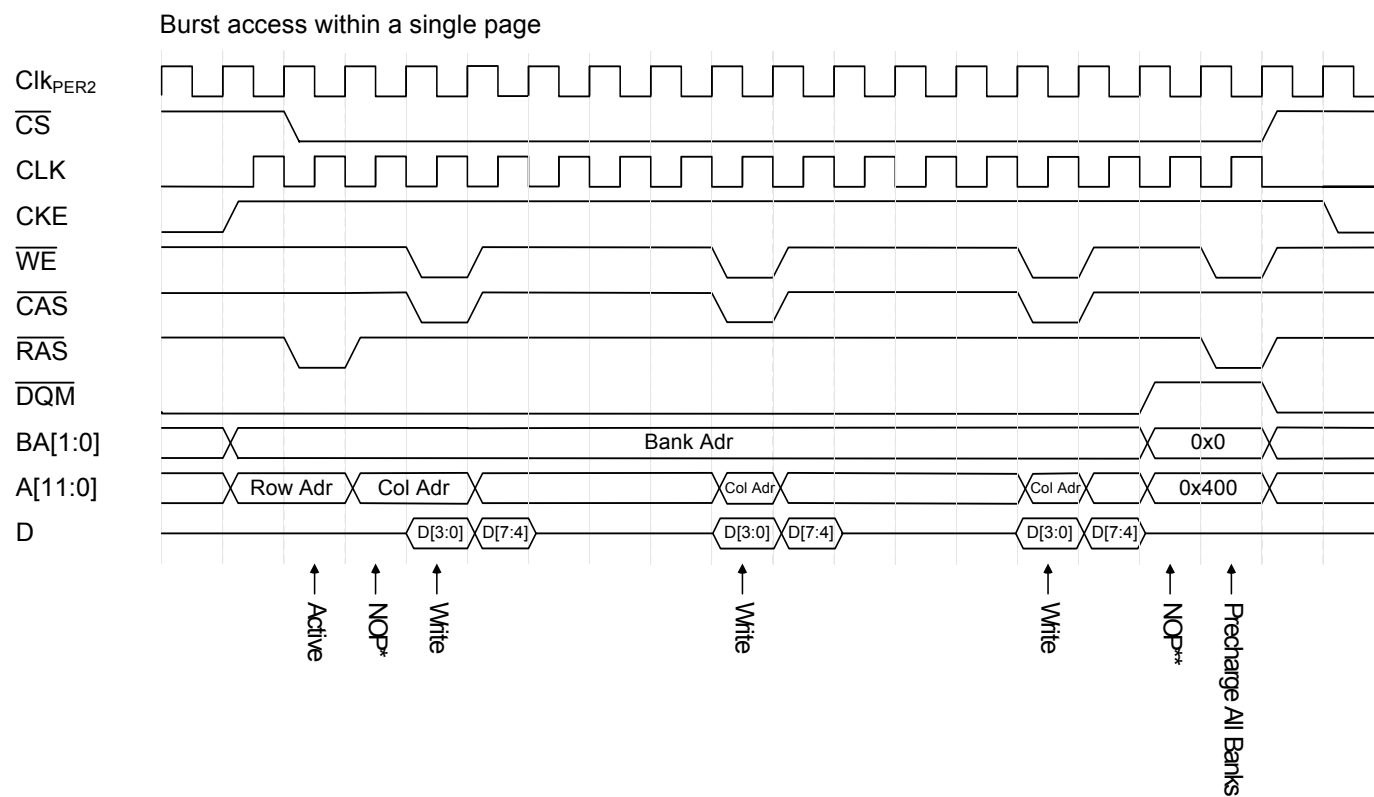 Burst access within a single page
ClkPER2
CS
CLK
CKE
WE
CAS
RAS
DQM
BA[1:0] Bank Adr 0x0
A[11:0] Row Adr Col Adr Col Adr Col Adr 0x400
D D[3:0] D[7:4] D[3:0] D[7:4] D[3:0] D[7:4]
Active
NOP*
Write
Write
Write
NOP**
Precharge All Banks